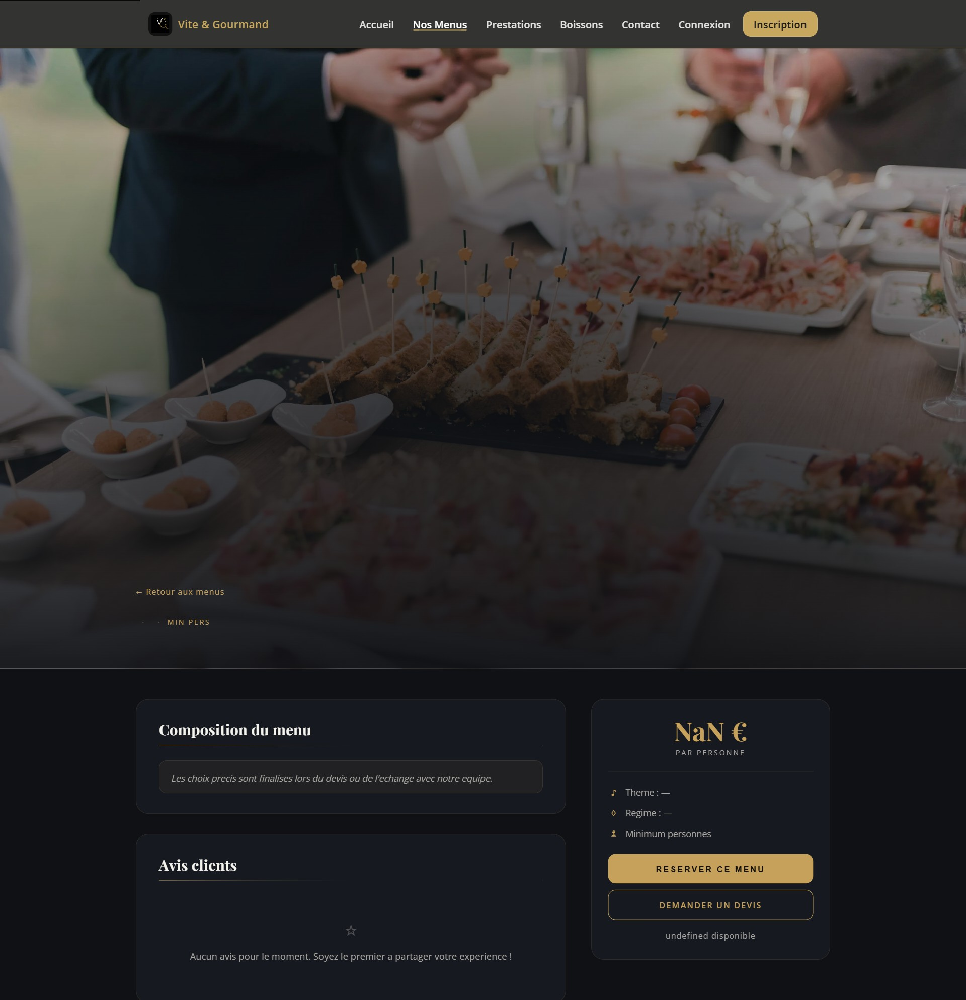 VG
Vite & Gourmand
Accueil
Nos Menus
Prestations
Boissons
Contact
Connexion
Inscription
← Retour aux menus
· · MIN PERS
Composition du menu
Les choix precis sont finalises lors du devis ou de l'echange avec notre equipe.
Avis clients
☆
Aucun avis pour le moment. Soyez le premier a partager votre experience !
NaN €
PAR PERSONNE
♪ Theme : —
◊ Regime : —
Minimum personnes
RESERVER CE MENU
DEMANDER UN DEVIS
undefined disponible